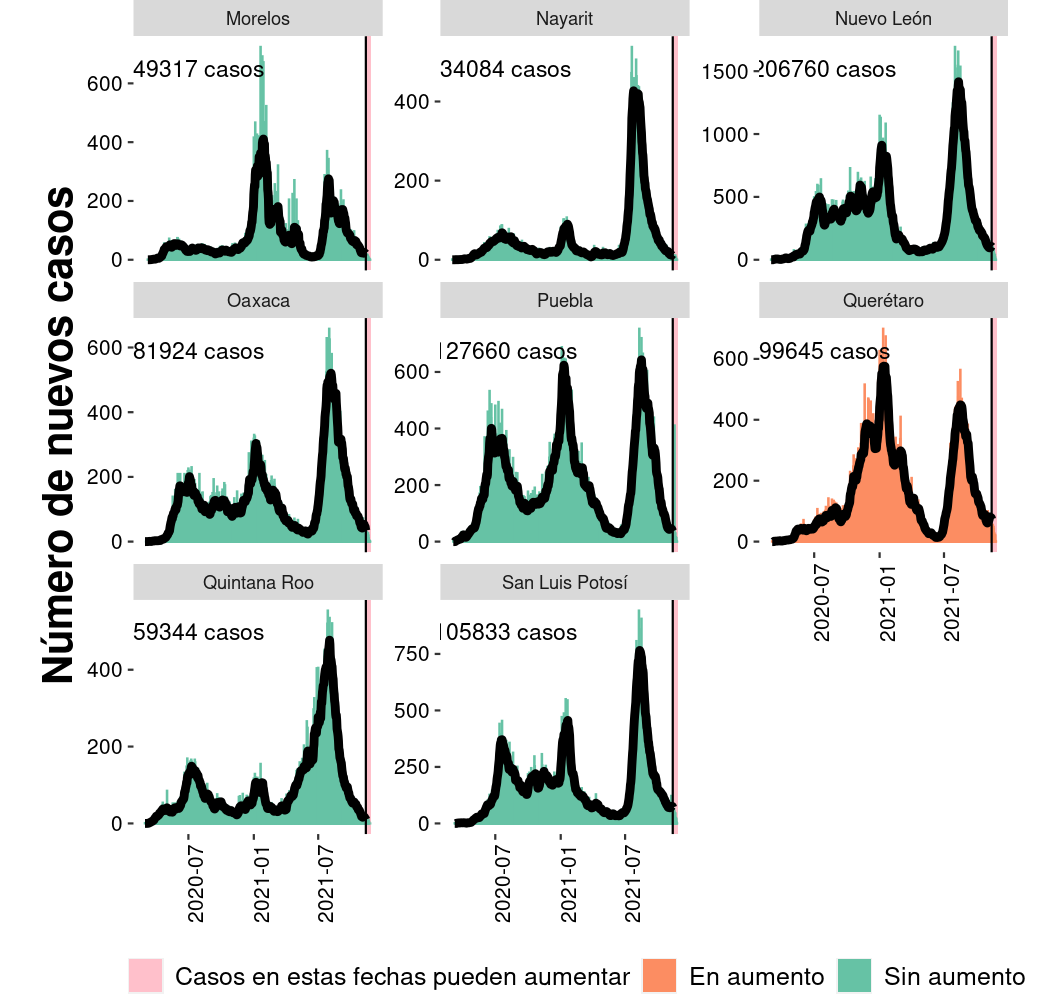 Número de nuevos casos
Morelos
49317 casos
600
400
200
0
Nayarit
34084 casos
400
200
0
Nuevo León
206760 casos
1500
1000
500
0
Oaxaca
81924 casos
600
400
200
0
Puebla
127660 casos
600
400
200
0
Querétaro
99645 casos
600
400
200
0
2020-07
2021-01
2021-07
Quintana Roo
59344 casos
400
200
0
2020-07
2021-01
2021-07
San Luis Potosí
105833 casos
750
500
250
0
2020-07
2021-01
2021-07
Casos en estas fechas pueden aumentar
En aumento
Sin aumento